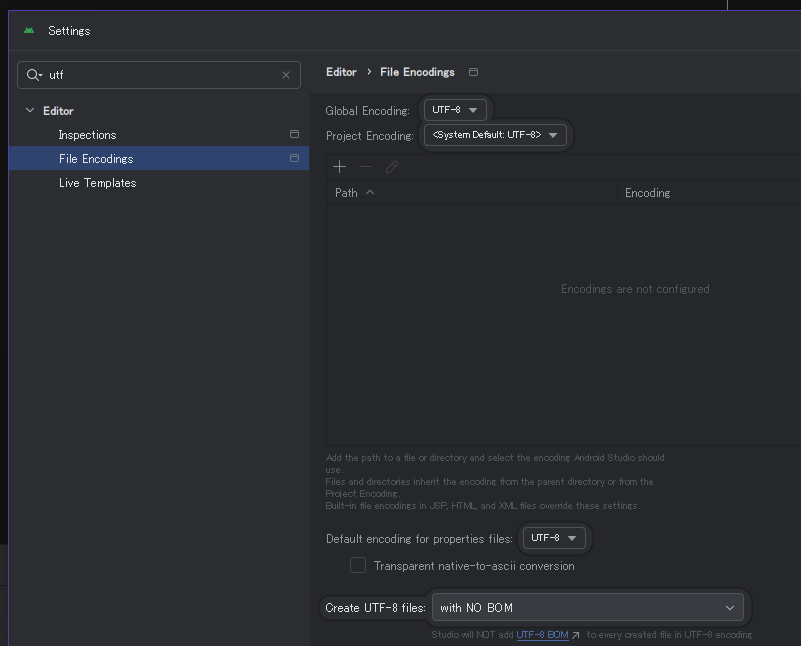 Settings
utf
Editor
Inspections
File Encodings
Live Templates
Editor › File Encodings
Global Encoding: UTF-8
Project Encoding: <System Default: UTF-8>
Path Encoding
Encodings are not configured
Add the path to a file or directory and select the encoding Android Studio should
use.
Files and directories inherit the encoding from the parent directory or from the
Project Encoding.
Built-in file encodings in JSP, HTML, and XML files override these settings.
Default encoding for properties files: UTF-8
Transparent native-to-ascii conversion
Create UTF-8 files: with NO BOM
Studio will NOT add UTF-8 BOM ↗ to every created file in UTF-8 encoding